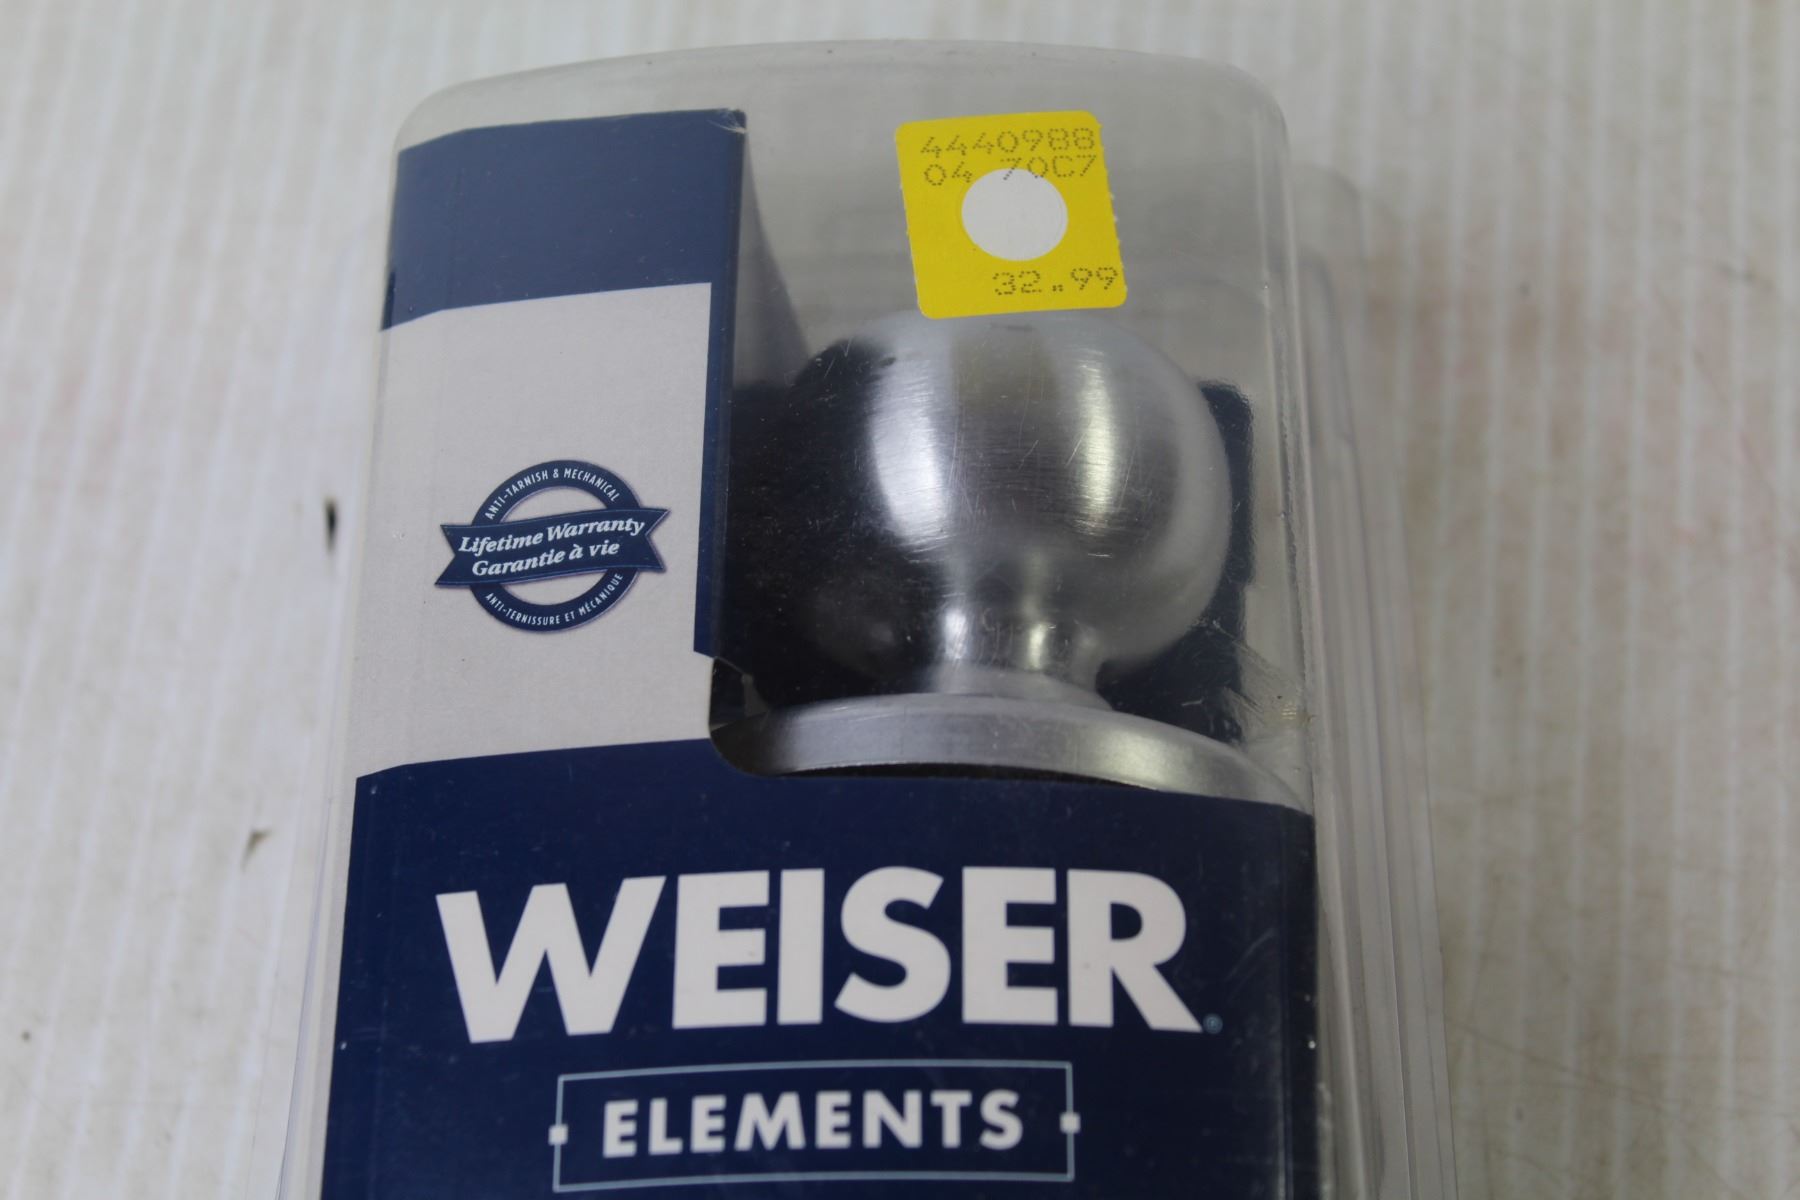 4440988
04 70C7
32.99
ANTI-TARNISH & MECHANICAL
Lifetime Warranty
Garantie à vie
ANTI-TERNISSURE ET MÉCANIQUE
WEISER®
ELEMENTS